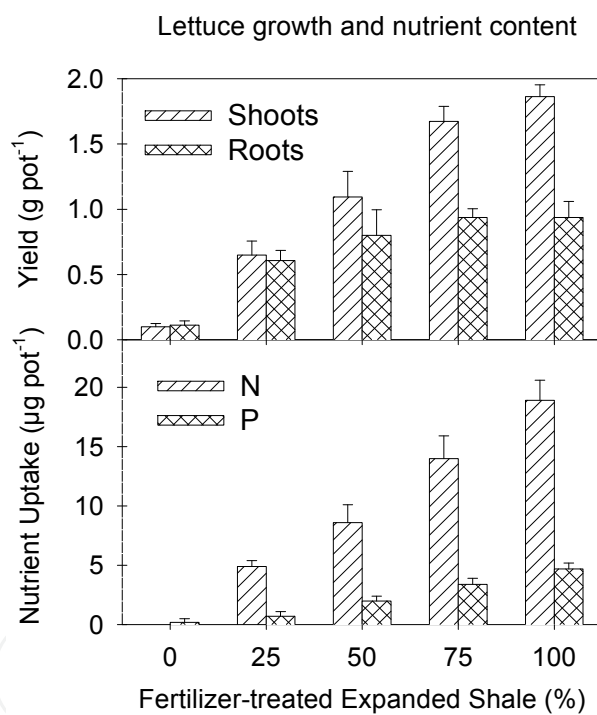 Lettuce growth and nutrient content
2.0
1.5
1.0
0.5
0.0
Yield (g pot⁻¹)
Shoots
Roots
20
15
10
5
0
Nutrient Uptake (µg pot⁻¹)
N
P
0 25 50 75 100
Fertilizer-treated Expanded Shale (%)